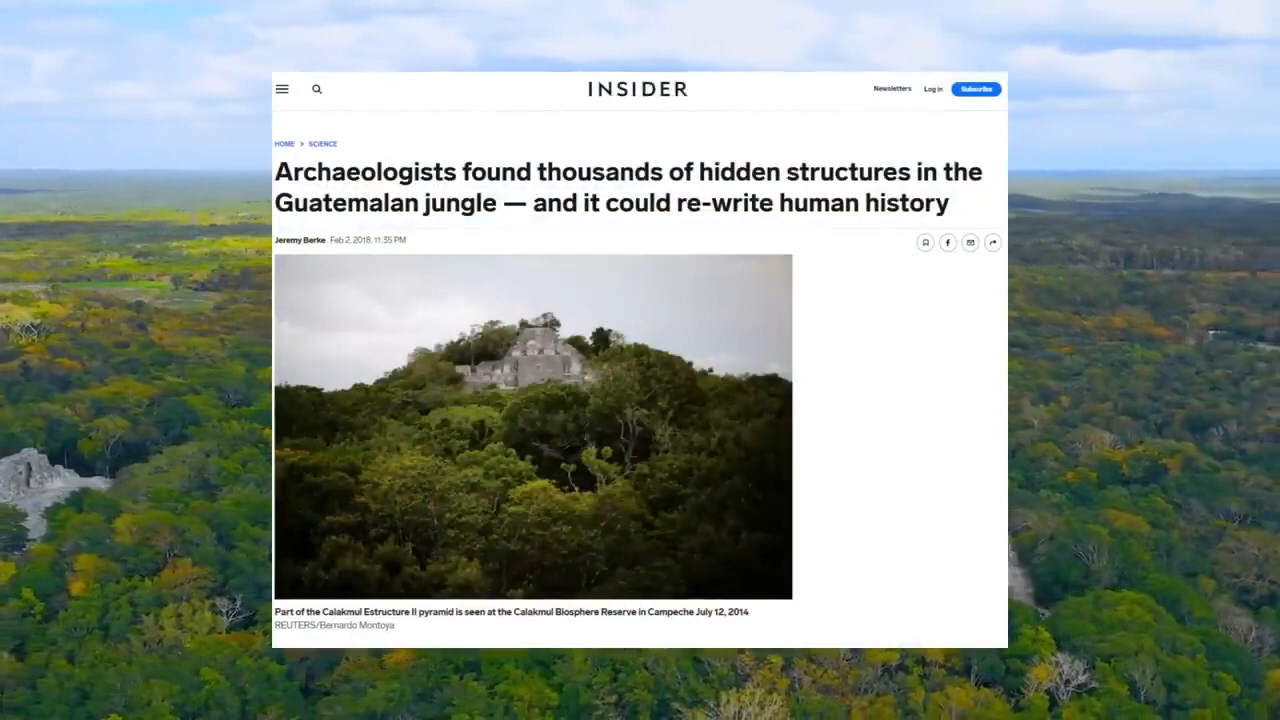 INSIDER
Newsletters Log in Subscribe
HOME > SCIENCE
Archaeologists found thousands of hidden structures in the
Guatemalan jungle — and it could re-write human history
Jeremy Berke Feb 2, 2018, 11:35 PM
Part of the Calakmul Estructure II pyramid is seen at the Calakmul Biosphere Reserve in Campeche July 12, 2014
REUTERS/Bernardo Montoya